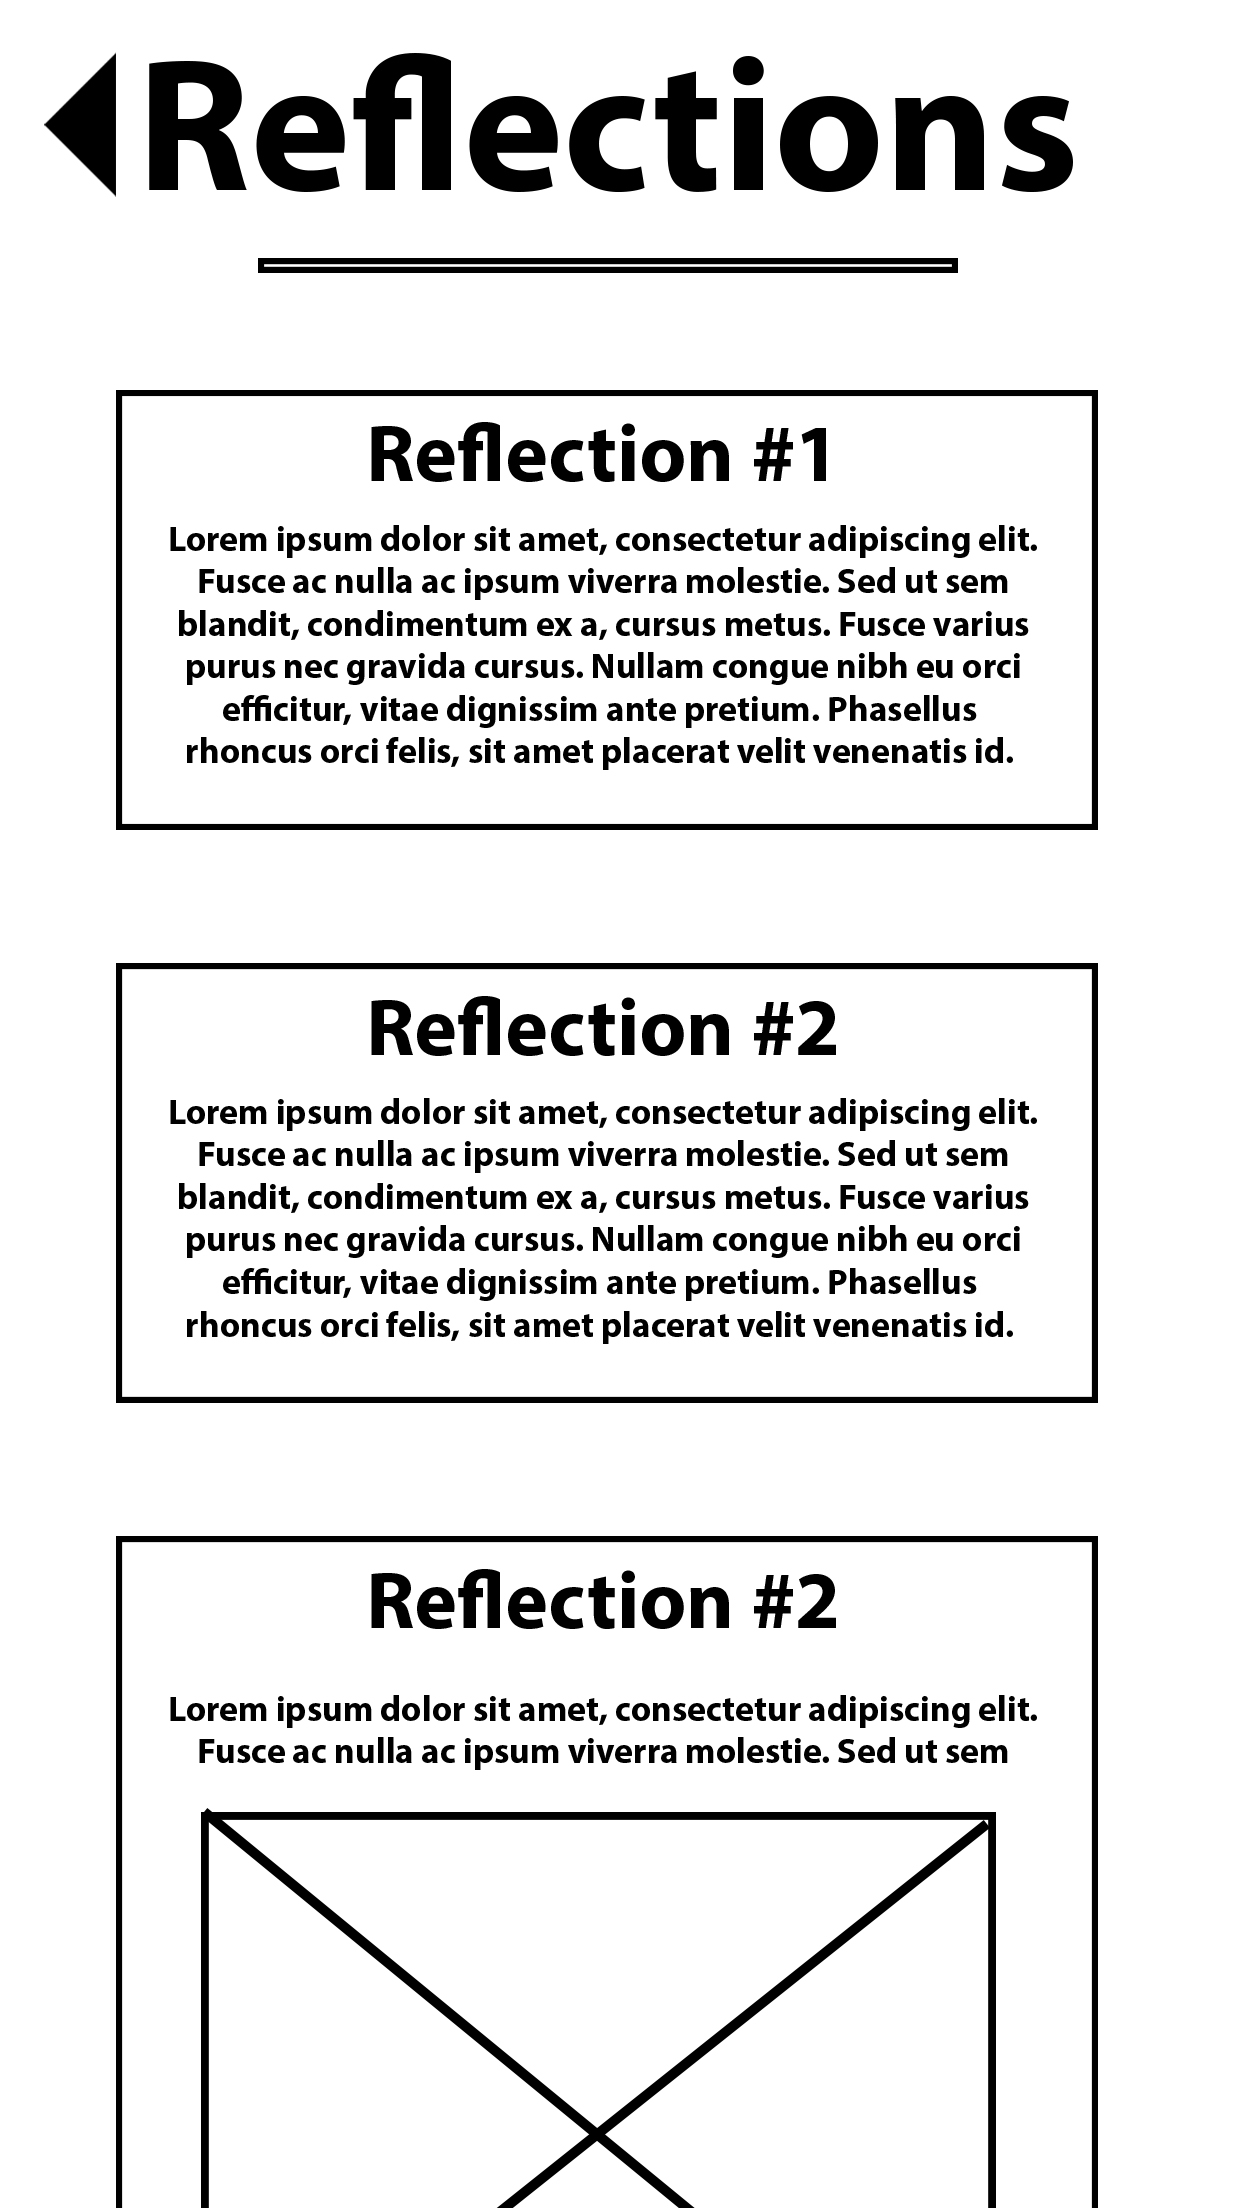 Reflections
Reflection #1
Lorem ipsum dolor sit amet, consectetur adipiscing elit.
Fusce ac nulla ac ipsum viverra molestie. Sed ut sem
blandit, condimentum ex a, cursus metus. Fusce varius
purus nec gravida cursus. Nullam congue nibh eu orci
efficitur, vitae dignissim ante pretium. Phasellus
rhoncus orci felis, sit amet placerat velit venenatis id.
Reflection #2
Lorem ipsum dolor sit amet, consectetur adipiscing elit.
Fusce ac nulla ac ipsum viverra molestie. Sed ut sem
blandit, condimentum ex a, cursus metus. Fusce varius
purus nec gravida cursus. Nullam congue nibh eu orci
efficitur, vitae dignissim ante pretium. Phasellus
rhoncus orci felis, sit amet placerat velit venenatis id.
Reflection #2
Lorem ipsum dolor sit amet, consectetur adipiscing elit.
Fusce ac nulla ac ipsum viverra molestie. Sed ut sem